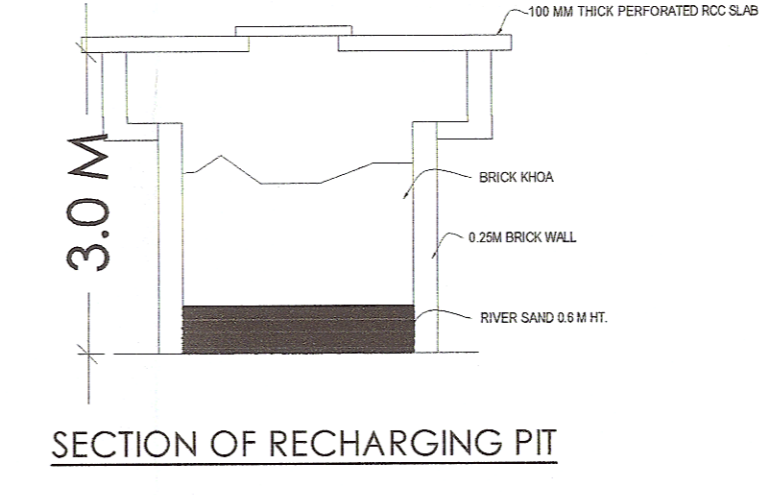 100 MM THICK PERFORATED RCC SLAB
3.0 M
BRICK KHOA
0.25M BRICK WALL
RIVER SAND 0.6 M HT.
SECTION OF RECHARGING PIT